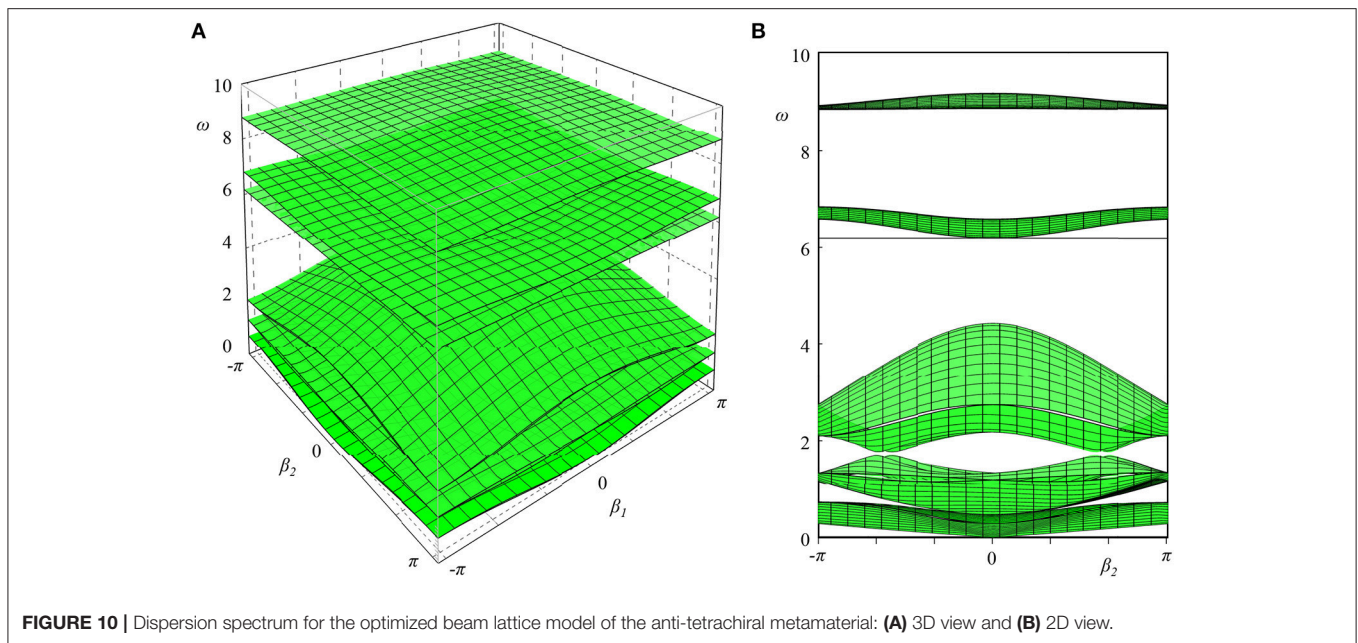 A
10
ω
8
6
4
2
0
-π
β2
0
π
-π
0
β1
π
B
10
ω
8
6
4
2
0
-π
0
β2
π
FIGURE 10 | Dispersion spectrum for the optimized beam lattice model of the anti-tetrachiral metamaterial: (A) 3D view and (B) 2D view.